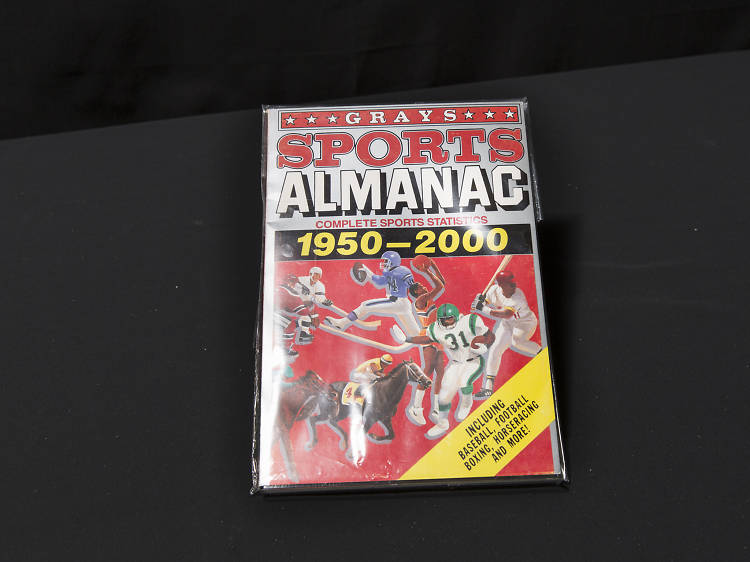 GRAYS
SPORTS
ALMANAC
COMPLETE SPORTS STATISTICS
1950—2000
31
INCLUDING
BASEBALL, FOOTBALL
BOXING, HORSERACING
AND MORE!